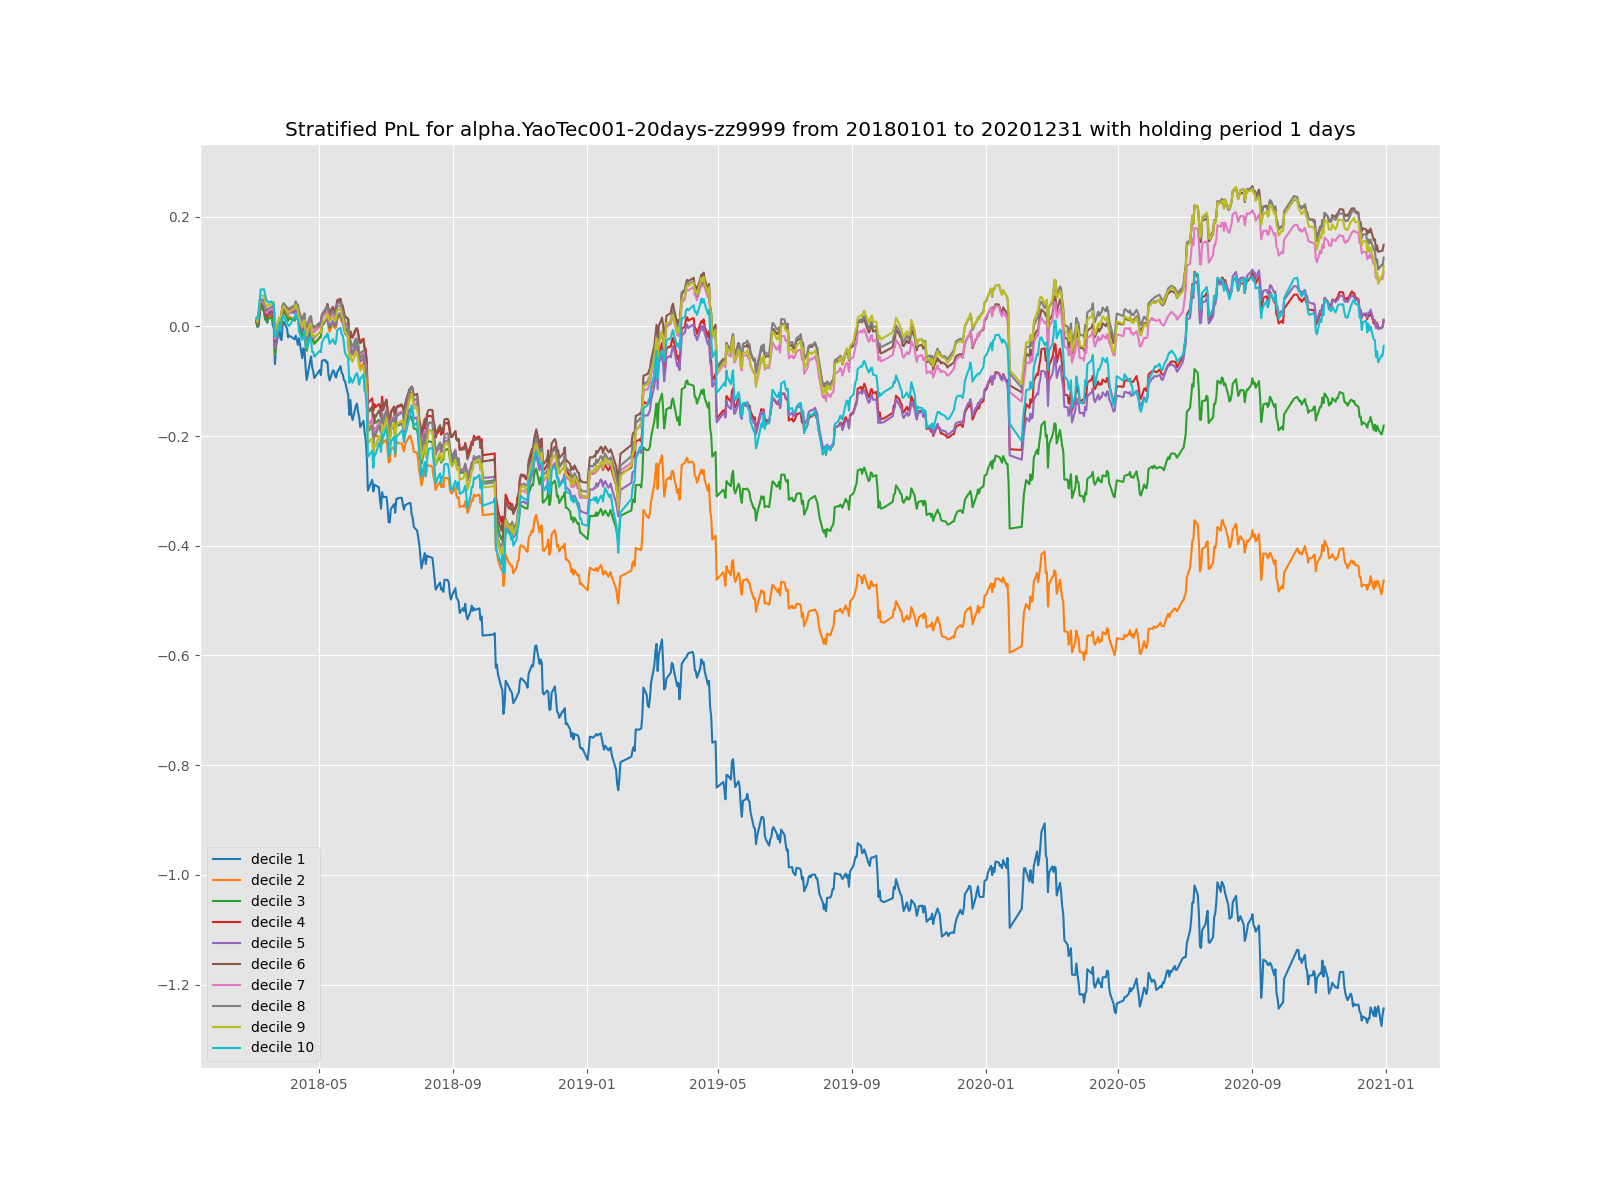 Stratified PnL for alpha.YaoTec001-20days-zz9999 from 20180101 to 20201231 with holding period 1 days
0.2
0.0
−0.2
−0.4
−0.6
−0.8
−1.0
−1.2
decile 1
decile 2
decile 3
decile 4
decile 5
decile 6
decile 7
decile 8
decile 9
decile 10
2018-05 2018-09 2019-01 2019-05 2019-09 2020-01 2020-05 2020-09 2021-01